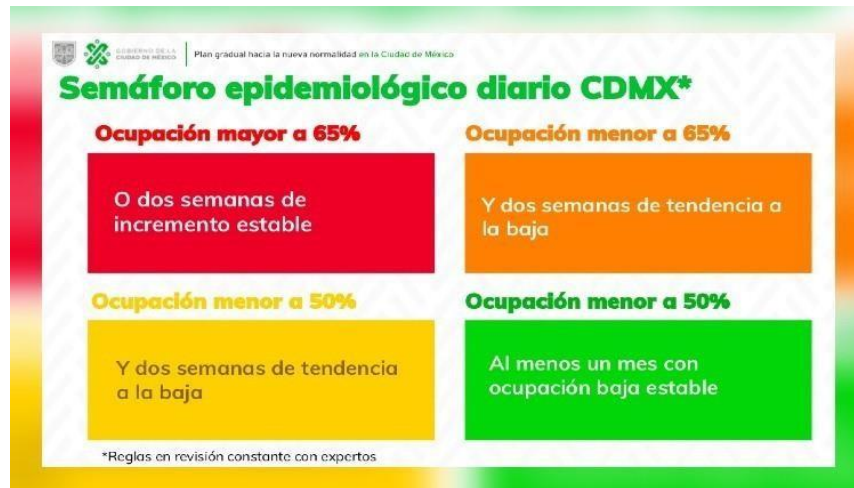 GOBIERNO DE LA
CIUDAD DE MÉXICO
Plan gradual hacia la nueva normalidad en la Ciudad de México
Semáforo epidemiológico diario CDMX*
Ocupación mayor a 65%
O dos semanas de
incremento estable
Ocupación menor a 65%
Y dos semanas de tendencia a
la baja
Ocupación menor a 50%
Y dos semanas de tendencia
a la baja
Ocupación menor a 50%
Al menos un mes con
ocupación baja estable
*Reglas en revisión constante con expertos